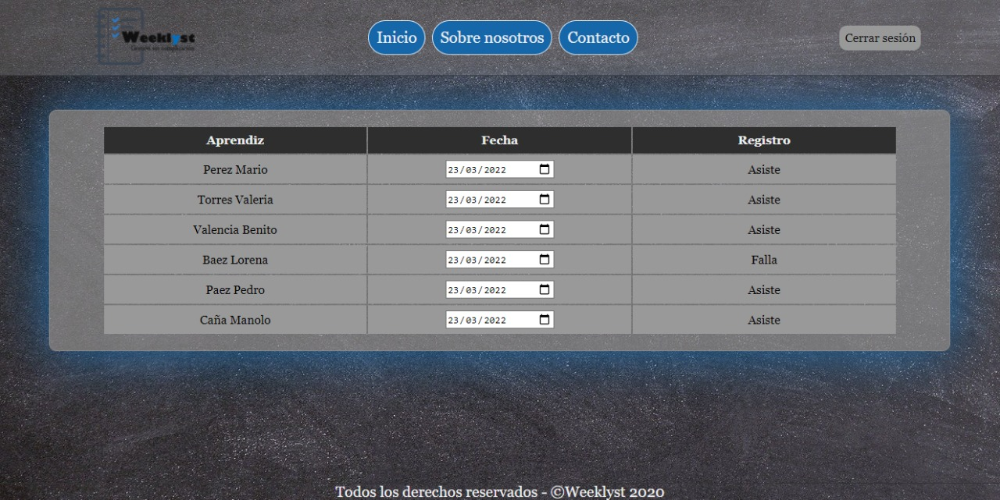 Weeklyst
Inicio Sobre nosotros Contacto
Cerrar sesión
Aprendiz Fecha Registro
Perez Mario 23/03/2022 Asiste
Torres Valeria 23/03/2022 Asiste
Valencia Benito 23/03/2022 Asiste
Baez Lorena 23/03/2022 Falla
Paez Pedro 23/03/2022 Asiste
Caña Manolo 23/03/2022 Asiste
Todos los derechos reservados - ©Weeklyst 2020